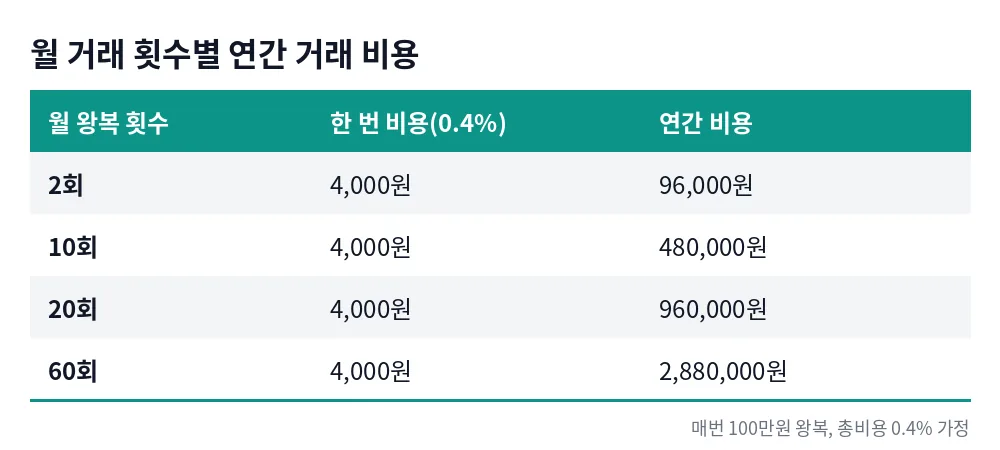 월 거래 횟수별 연간 거래 비용
월 왕복 횟수 한 번 비용(0.4%) 연간 비용
2회 4,000원 96,000원
10회 4,000원 480,000원
20회 4,000원 960,000원
60회 4,000원 2,880,000원
매번 100만원 왕복, 총비용 0.4% 가정